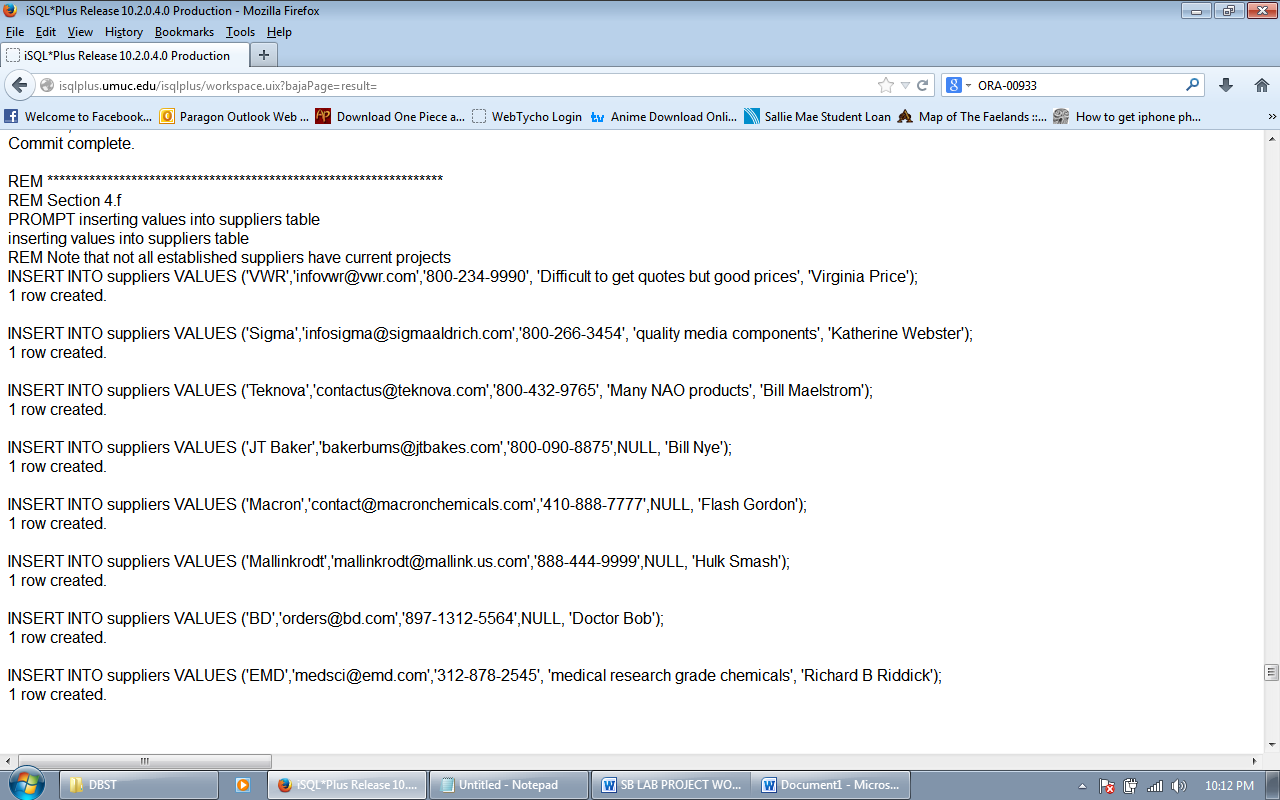 iSQL*Plus Release 10.2.0.4.0 Production - Mozilla Firefox
File Edit View History Bookmarks Tools Help
iSQL*Plus Release 10.2.0.4.0 Production
isqlplus.umuc.edu/isqlplus/workspace.uix?bajaPage=result=
ORA-00933
Welcome to Facebook... Paragon Outlook Web ... Download One Piece a... WebTycho Login Anime Download Onli... Sallie Mae Student Loan Map of The Faelands ::... How to get iphone ph...
Commit complete.
REM ******************************************************************
REM Section 4.f
PROMPT inserting values into suppliers table
inserting values into suppliers table
REM Note that not all established suppliers have current projects
INSERT INTO suppliers VALUES ('VWR','infovwr@vwr.com','800-234-9990', 'Difficult to get quotes but good prices', 'Virginia Price');
1 row created.
INSERT INTO suppliers VALUES ('Sigma','infosigma@sigmaaldrich.com','800-266-3454', 'quality media components', 'Katherine Webster');
1 row created.
INSERT INTO suppliers VALUES ('Teknova','contactus@teknova.com','800-432-9765', 'Many NAO products', 'Bill Maelstrom');
1 row created.
INSERT INTO suppliers VALUES ('JT Baker','bakerbums@jtbakes.com','800-090-8875',NULL, 'Bill Nye');
1 row created.
INSERT INTO suppliers VALUES ('Macron','contact@macronchemicals.com','410-888-7777',NULL, 'Flash Gordon');
1 row created.
INSERT INTO suppliers VALUES ('Mallinkrodt','mallinkrodt@mallink.us.com','888-444-9999',NULL, 'Hulk Smash');
1 row created.
INSERT INTO suppliers VALUES ('BD','orders@bd.com','897-1312-5564',NULL, 'Doctor Bob');
1 row created.
INSERT INTO suppliers VALUES ('EMD','medsci@emd.com','312-878-2545', 'medical research grade chemicals', 'Richard B Riddick');
1 row created.
DBST iSQL*Plus Release 10.... Untitled - Notepad SB LAB PROJECT WO... Document1 - Micros... 10:12 PM